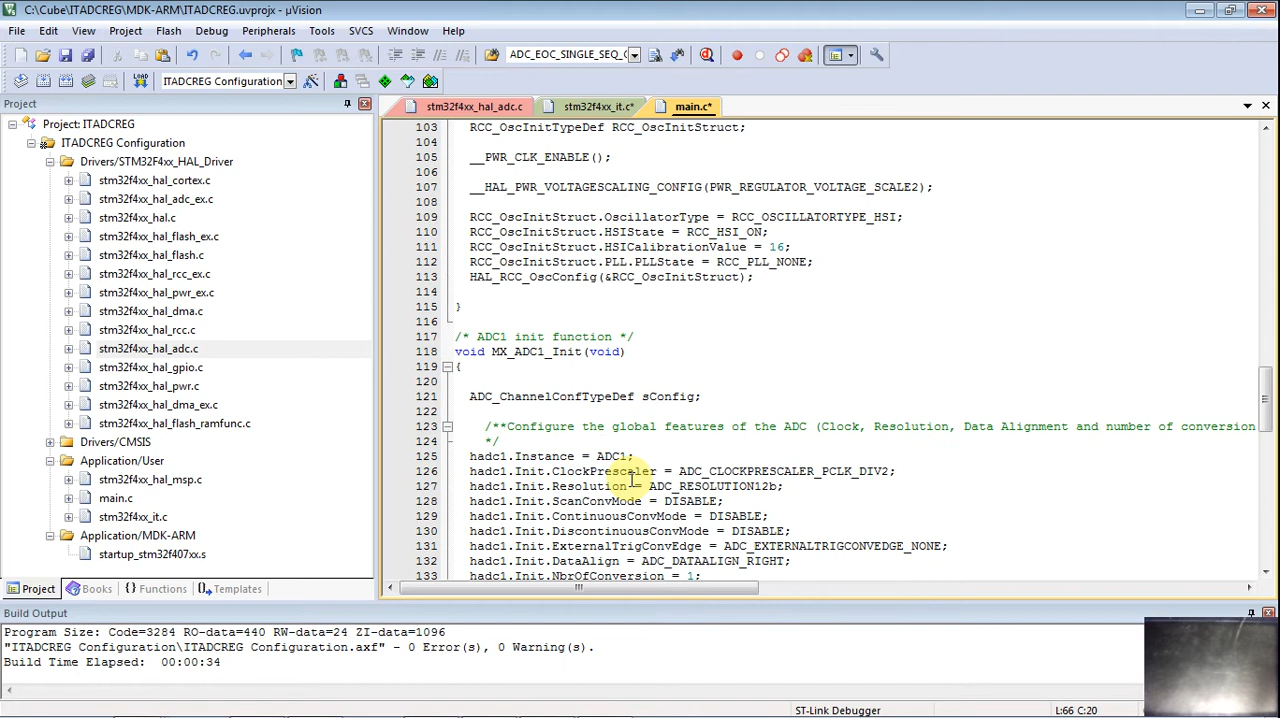 C:\Cube\ITADCREG\MDK-ARM\ITADCREG.uvprojx - µVision
File Edit View Project Flash Debug Peripherals Tools SVCS Window Help
ADC_EOC_SINGLE_SEQ_C
LOAD ITADCREG Configuration
Project
Project: ITADCREG
ITADCREG Configuration
Drivers/STM32F4xx_HAL_Driver
stm32f4xx_hal_cortex.c
stm32f4xx_hal_adc_ex.c
stm32f4xx_hal.c
stm32f4xx_hal_flash_ex.c
stm32f4xx_hal_flash.c
stm32f4xx_hal_rcc_ex.c
stm32f4xx_hal_pwr_ex.c
stm32f4xx_hal_dma.c
stm32f4xx_hal_rcc.c
stm32f4xx_hal_adc.c
stm32f4xx_hal_gpio.c
stm32f4xx_hal_pwr.c
stm32f4xx_hal_dma_ex.c
stm32f4xx_hal_flash_ramfunc.c
Drivers/CMSIS
Application/User
stm32f4xx_hal_msp.c
main.c
stm32f4xx_it.c
Application/MDK-ARM
startup_stm32f407xx.s
Project Books {} Functions Templates
stm32f4xx_hal_adc.c stm32f4xx_it.c* main.c*
103 RCC_OscInitTypeDef RCC_OscInitStruct;
104
105 __PWR_CLK_ENABLE();
106
107 __HAL_PWR_VOLTAGESCALING_CONFIG(PWR_REGULATOR_VOLTAGE_SCALE2);
108
109 RCC_OscInitStruct.OscillatorType = RCC_OSCILLATORTYPE_HSI;
110 RCC_OscInitStruct.HSIState = RCC_HSI_ON;
111 RCC_OscInitStruct.HSICalibrationValue = 16;
112 RCC_OscInitStruct.PLL.PLLState = RCC_PLL_NONE;
113 HAL_RCC_OscConfig(&RCC_OscInitStruct);
114
115 }
116
117 /* ADC1 init function */
118 void MX_ADC1_Init(void)
119 {
120
121 ADC_ChannelConfTypeDef sConfig;
122
123 /**Configure the global features of the ADC (Clock, Resolution, Data Alignment and number of conversion
124 */
125 hadc1.Instance = ADC1;
126 hadc1.Init.ClockPrescaler = ADC_CLOCKPRESCALER_PCLK_DIV2;
127 hadc1.Init.Resolution = ADC_RESOLUTION12b;
128 hadc1.Init.ScanConvMode = DISABLE;
129 hadc1.Init.ContinuousConvMode = DISABLE;
130 hadc1.Init.DiscontinuousConvMode = DISABLE;
131 hadc1.Init.ExternalTrigConvEdge = ADC_EXTERNALTRIGCONVEDGE_NONE;
132 hadc1.Init.DataAlign = ADC_DATAALIGN_RIGHT;
133 hadc1.Init.NbrOfConversion = 1;
Build Output
Program Size: Code=3284 RO-data=440 RW-data=24 ZI-data=1096
"ITADCREG Configuration\ITADCREG Configuration.axf" - 0 Error(s), 0 Warning(s).
Build Time Elapsed: 00:00:34
ST-Link Debugger L:66 C:20